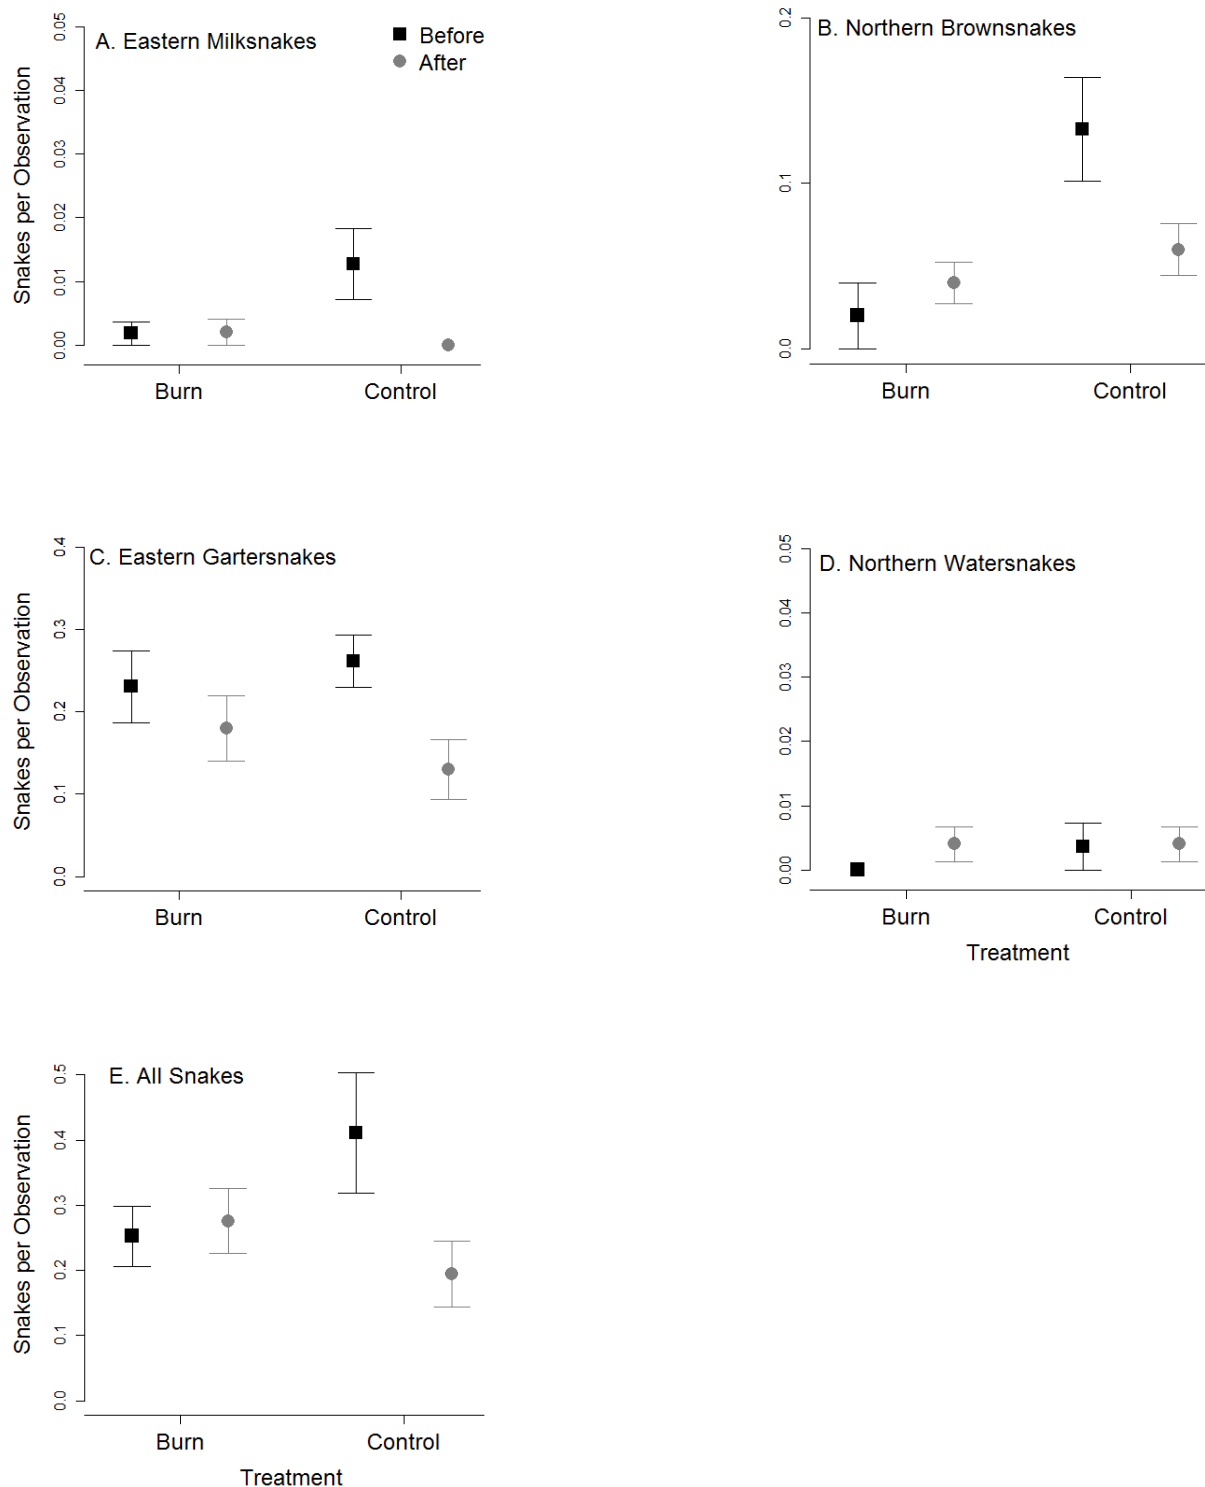 A. Eastern Milksnakes
Before
After
Snakes per Observation
0.05
0.04
0.03
0.02
0.01
0.00
Burn
Control
B. Northern Brownsnakes
0.2
0.1
0.0
Burn
Control
C. Eastern Gartersnakes
Snakes per Observation
0.4
0.3
0.2
0.1
0.0
Burn
Control
D. Northern Watersnakes
0.05
0.04
0.03
0.02
0.01
0.00
Burn
Control
Treatment
E. All Snakes
Snakes per Observation
0.5
0.4
0.3
0.2
0.1
0.0
Burn
Control
Treatment